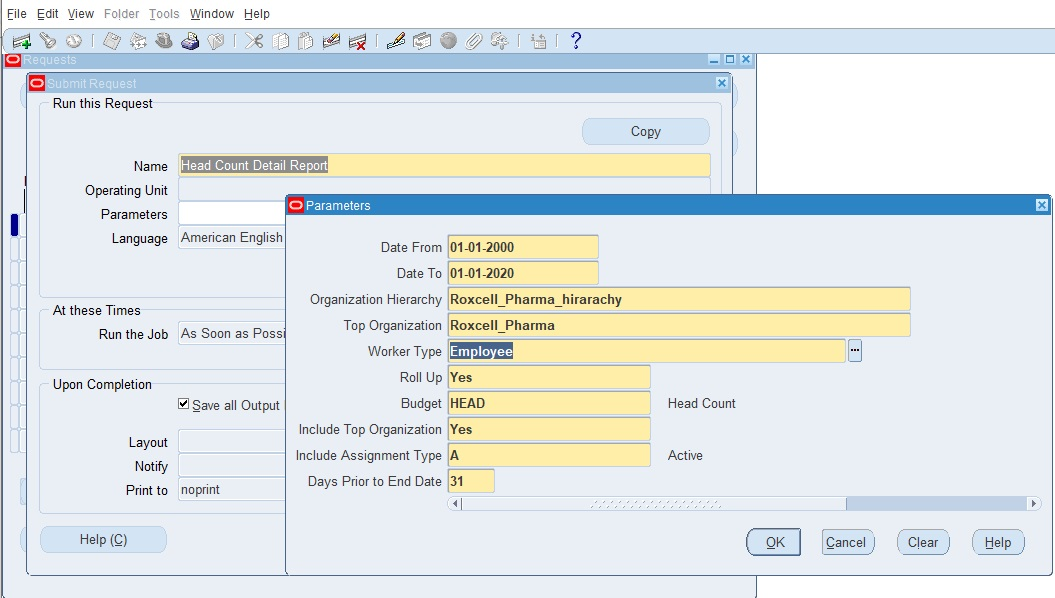 File Edit View Folder Tools Window Help
Requests
Submit Request
Run this Request
Copy
Name Head Count Detail Report
Operating Unit
Parameters
Language American English
At these Times
Run the Job As Soon as Possi
Upon Completion
Save all Output
Layout
Notify
Print to noprint
Help (C)
Parameters
Date From 01-01-2000
Date To 01-01-2020
Organization Hierarchy Roxcell_Pharma_hirarachy
Top Organization Roxcell_Pharma
Worker Type Employee ...
Roll Up Yes
Budget HEAD Head Count
Include Top Organization Yes
Include Assignment Type A Active
Days Prior to End Date 31
OK Cancel Clear Help